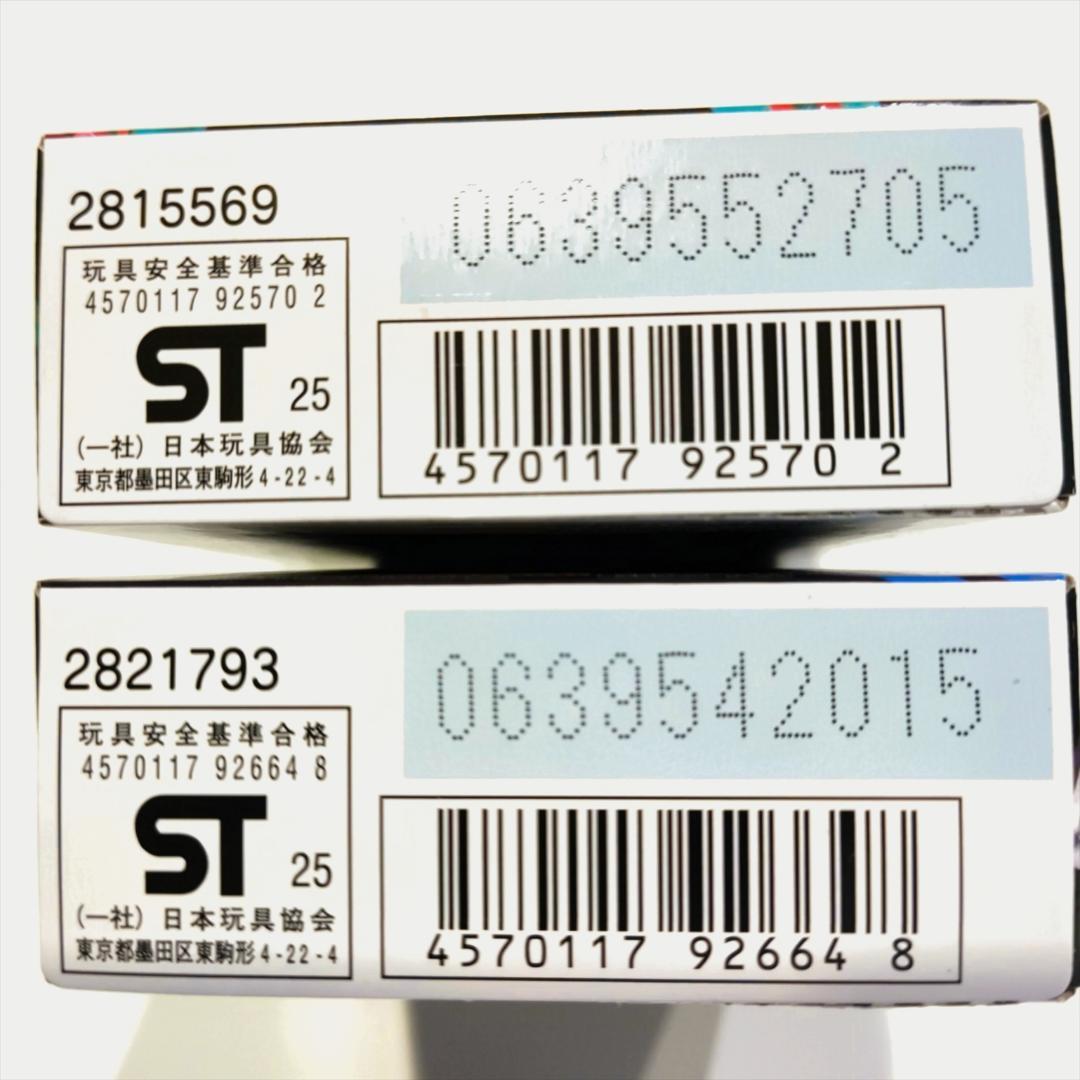 2815569
0639552705
玩具安全基準合格
4570117 92570 2
ST 25
(一社) 日本玩具協会
東京都墨田区東駒形4-22-4
4570117 92570 2
2821793
0639542015
玩具安全基準合格
4570117 92664 8
ST 25
(一社) 日本玩具協会
東京都墨田区東駒形4-22-4
4570117 92664 8